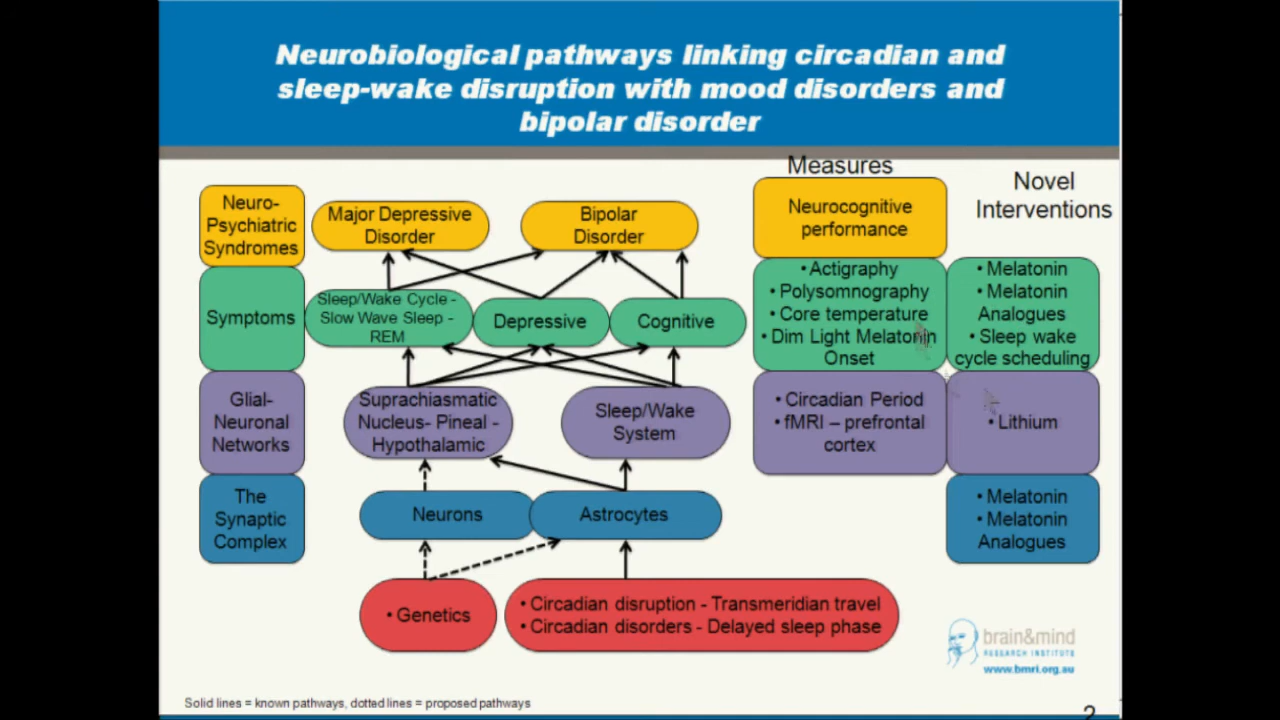 Neurobiological pathways linking circadian and
sleep-wake disruption with mood disorders and
bipolar disorder
Measures
Novel
Interventions
Neuro-
Psychiatric
Syndromes
Major Depressive
Disorder
Bipolar
Disorder
Neurocognitive
performance
Symptoms
Sleep/Wake Cycle -
Slow Wave Sleep -
REM
Depressive
Cognitive
• Actigraphy
• Polysomnography
• Core temperature
• Dim Light Melatonin
Onset
• Melatonin
• Melatonin
Analogues
• Sleep wake
cycle scheduling
Glial-
Neuronal
Networks
Suprachiasmatic
Nucleus- Pineal -
Hypothalamic
Sleep/Wake
System
• Circadian Period
• fMRI – prefrontal
cortex
• Lithium
The
Synaptic
Complex
Neurons
Astrocytes
• Melatonin
• Melatonin
Analogues
• Genetics
• Circadian disruption - Transmeridian travel
• Circadian disorders - Delayed sleep phase
brain&mind
RESEARCH INSTITUTE
www.bmri.org.au
Solid lines = known pathways, dotted lines = proposed pathways
2